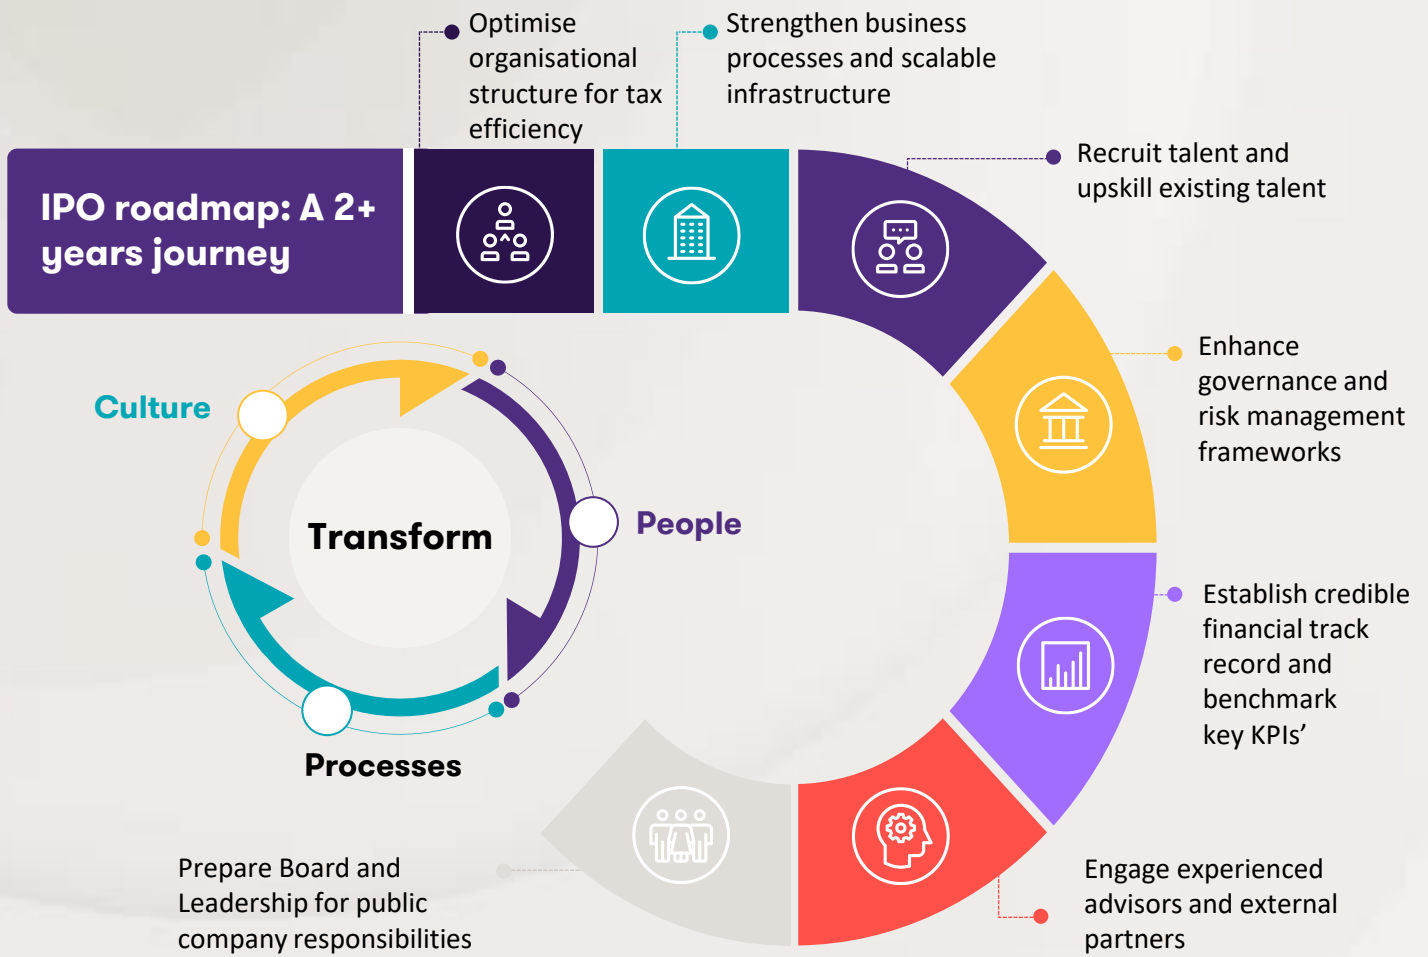 Optimise
organisational
structure for tax
efficiency
Strengthen business
processes and scalable
infrastructure
Recruit talent and
upskill existing talent
IPO roadmap: A 2+
years journey
Enhance
governance and
risk management
frameworks
Culture
Transform
People
Processes
Establish credible
financial track
record and
benchmark
key KPIs’
Engage experienced
advisors and external
partners
Prepare Board and
Leadership for public
company responsibilities